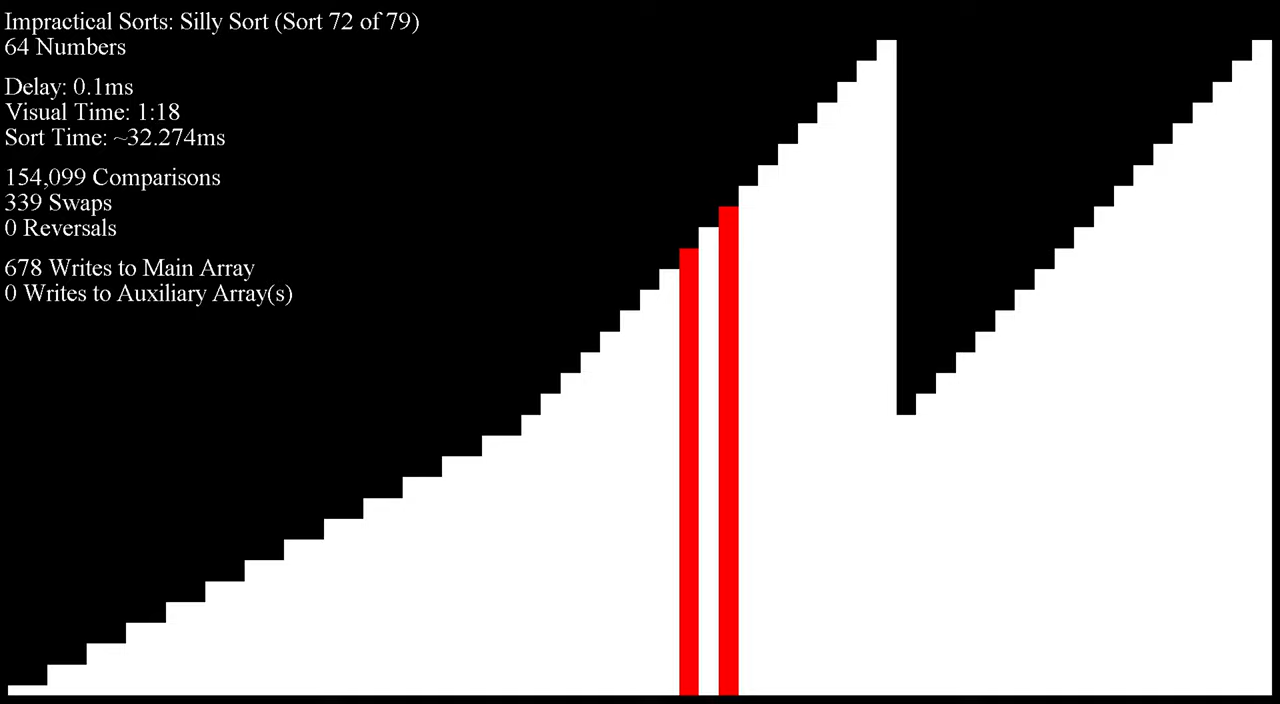 Impractical Sorts: Silly Sort (Sort 72 of 79)
64 Numbers
Delay: 0.1ms
Visual Time: 1:18
Sort Time: ~32.274ms
154,099 Comparisons
339 Swaps
0 Reversals
678 Writes to Main Array
0 Writes to Auxiliary Array(s)